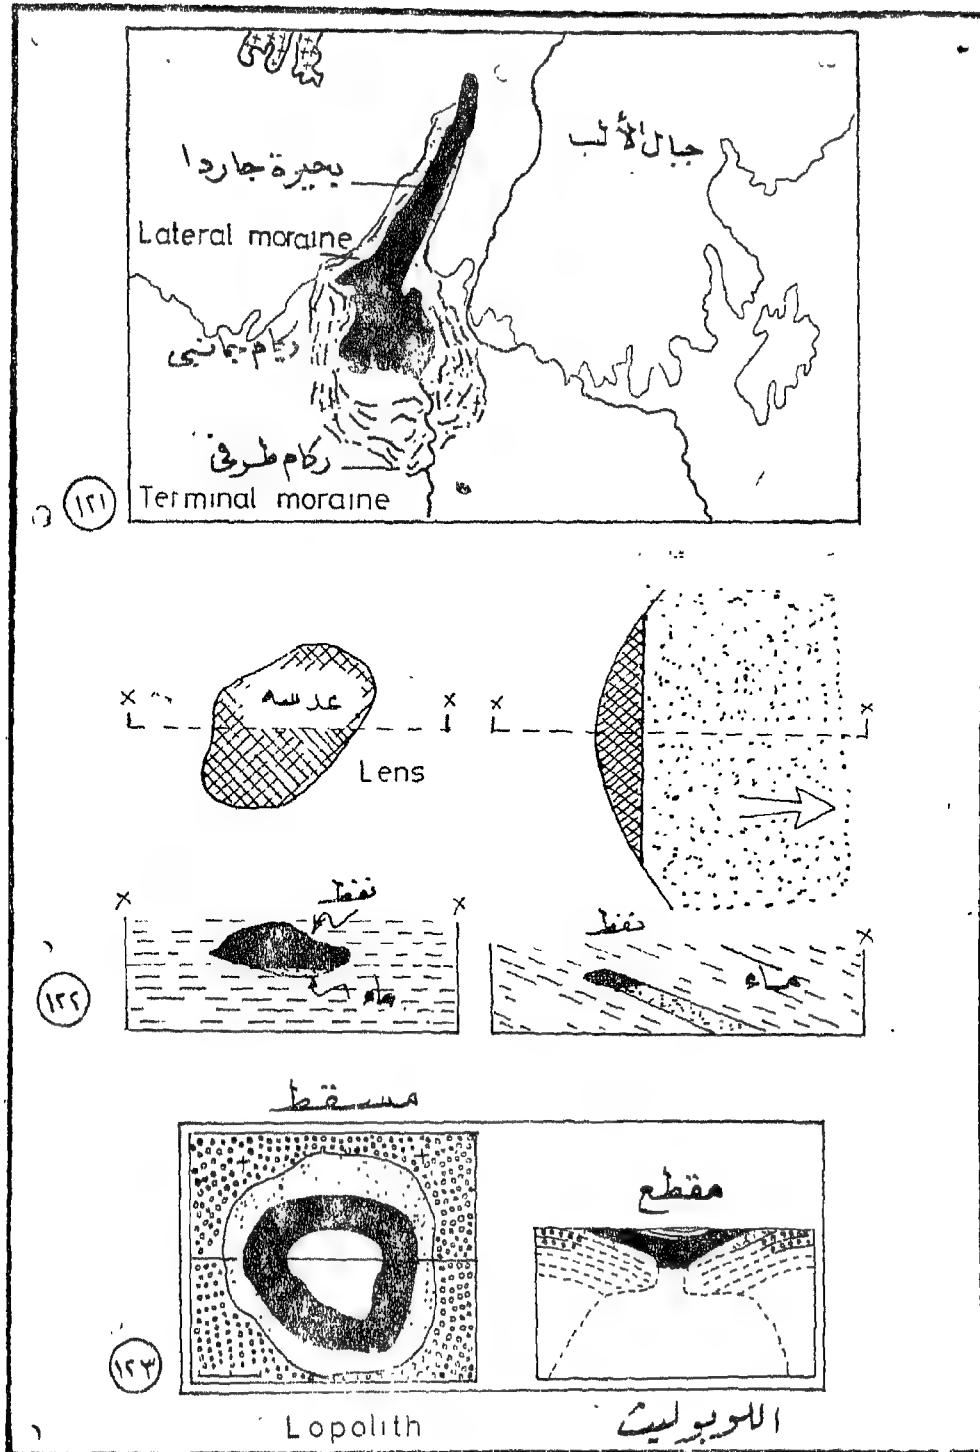 جبال الألب
بحيرة جاردا
Lateral moraine
ركام جانبي
ركام طرفي
Terminal moraine
١٢١
x x x x
عدسه
Lens
x x x
نفط
ماء
نفط
ماء
١٢٢
مسقط
مقطع
١٢٣
Lopolith
اللوبوليث